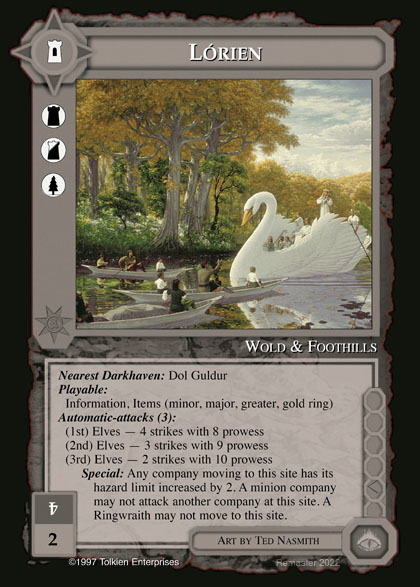 LÓRIEN
WOLD & FOOTHILLS
Nearest Darkhaven: Dol Guldur
Playable:
Information, Items (minor, major, greater, gold ring)
Automatic-attacks (3):
(1st) Elves — 4 strikes with 8 prowess
(2nd) Elves — 3 strikes with 9 prowess
(3rd) Elves — 2 strikes with 10 prowess
Special: Any company moving to this site has its
hazard limit increased by 2. A minion company
may not attack another company at this site. A
Ringwraith may not move to this site.
2
ART BY TED NASMITH
©1997 Tolkien Enterprises
Remaster 2022